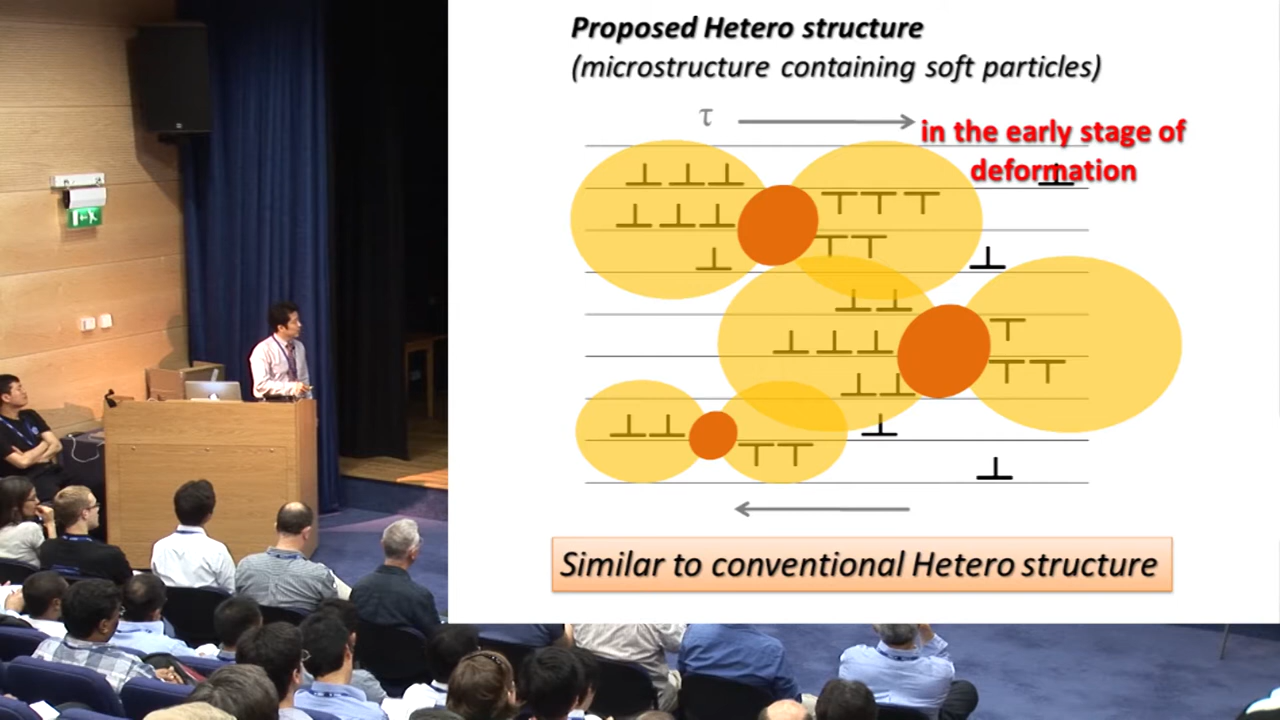 Proposed Hetero structure
(microstructure containing soft particles)
τ
in the early stage of
deformation
Similar to conventional Hetero structure